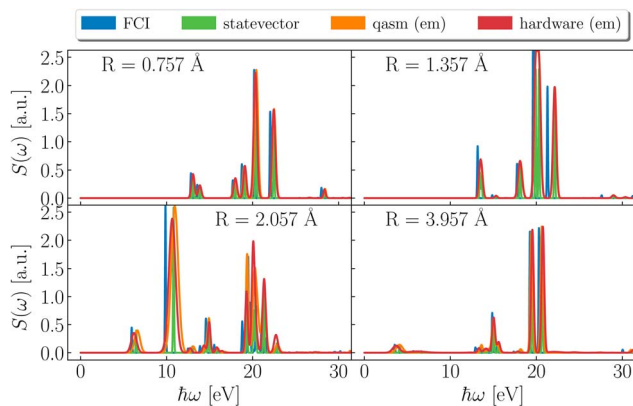 FCI statevector qasm (em) hardware (em)
R = 0.757 Å
R = 1.357 Å
S(ω) [a.u.]
2.5
2.0
1.5
1.0
0.5
0.0
R = 2.057 Å
R = 3.957 Å
S(ω) [a.u.]
2.5
2.0
1.5
1.0
0.5
0.0
0 10 20 30 0 10 20 30
ħω [eV] ħω [eV]